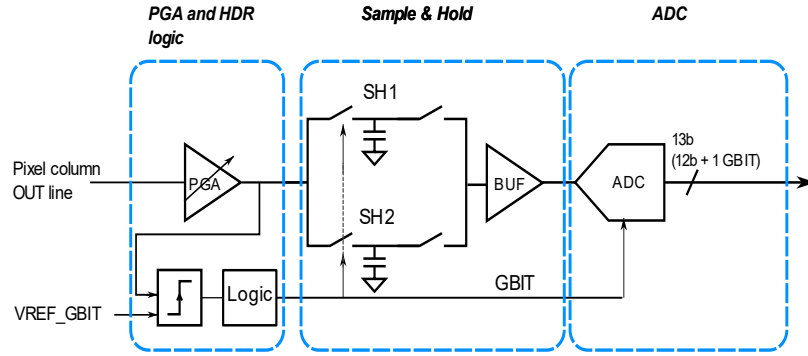 PGA and HDR
logic
Sample & Hold
ADC
SH1
13b
(12b + 1 GBIT)
Pixel column
OUT line
PGA
BUF
ADC
SH2
Logic
GBIT
VREF_GBIT